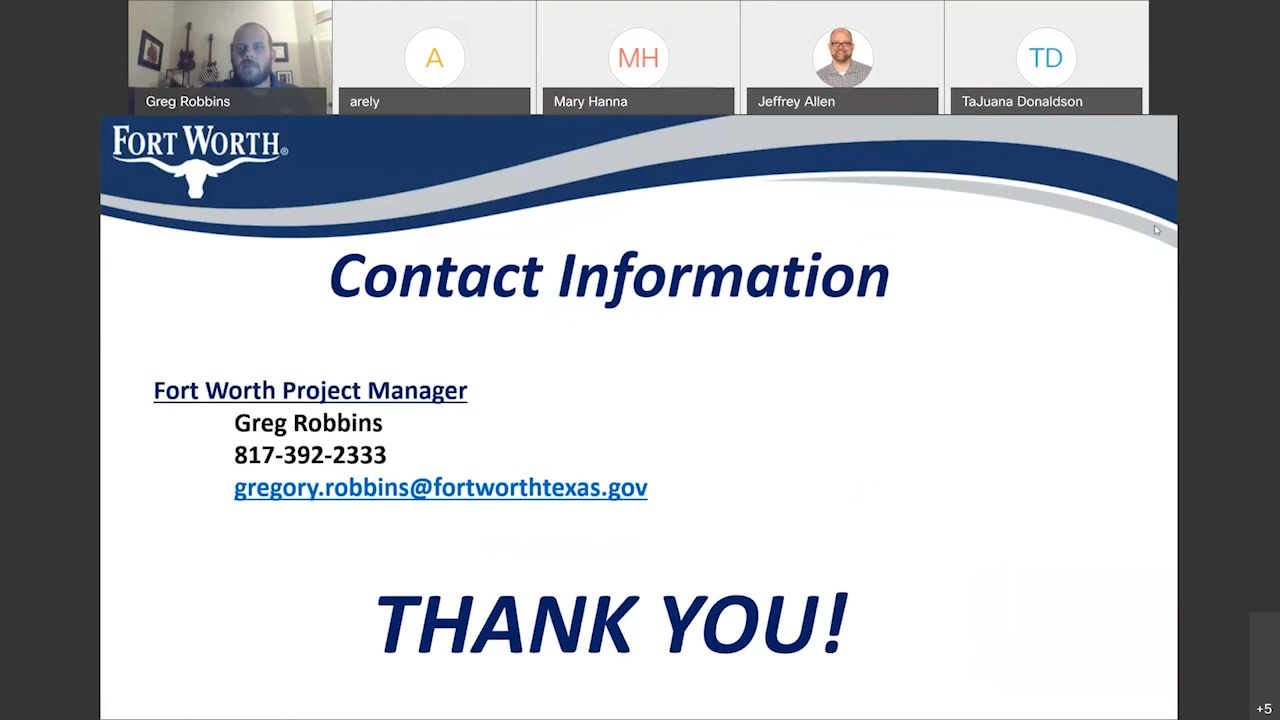 A
MH
TD
Greg Robbins
arely
Mary Hanna
Jeffrey Allen
TaJuana Donaldson
FORT WORTH®
Contact Information
Fort Worth Project Manager
Greg Robbins
817-392-2333
gregory.robbins@fortworthtexas.gov
THANK YOU!
+5